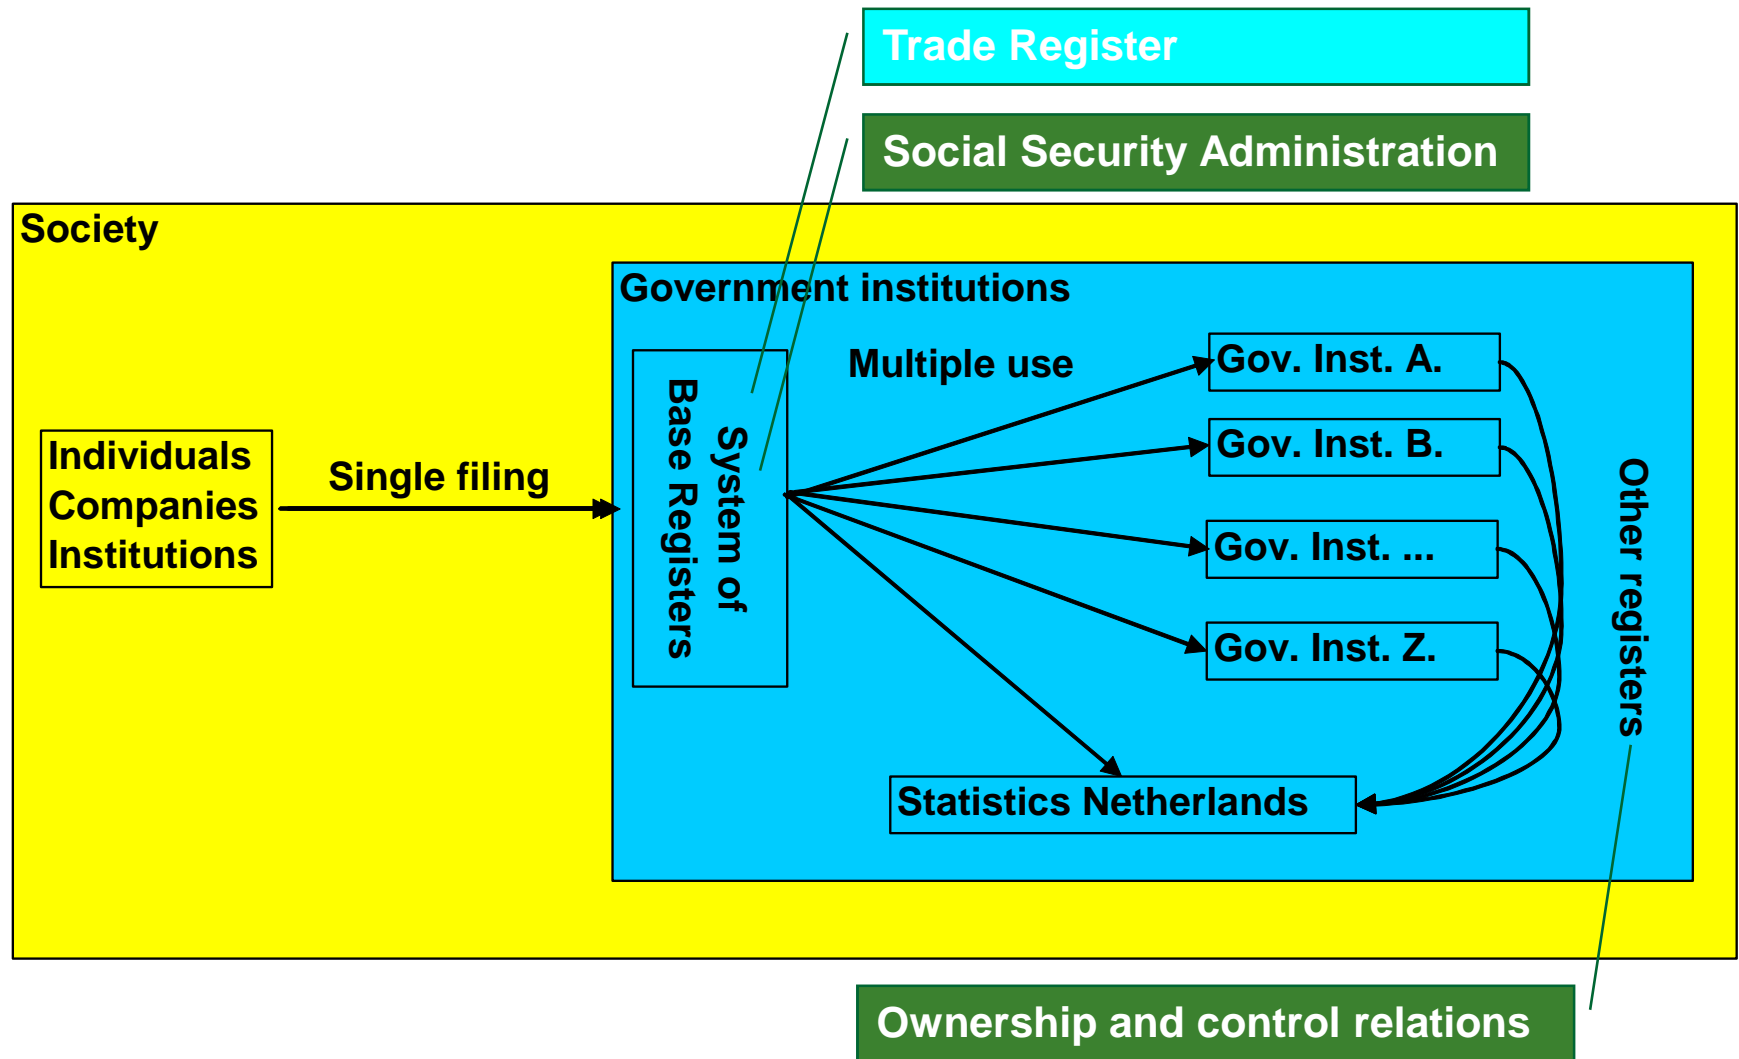 Trade Register
Social Security Administration
Society
Government institutions
Multiple use
Individuals
Companies
Institutions
Single filing
System of
Base Registers
Gov. Inst. A.
Gov. Inst. B.
Gov. Inst. ...
Gov. Inst. Z.
Other registers
Statistics Netherlands
Ownership and control relations